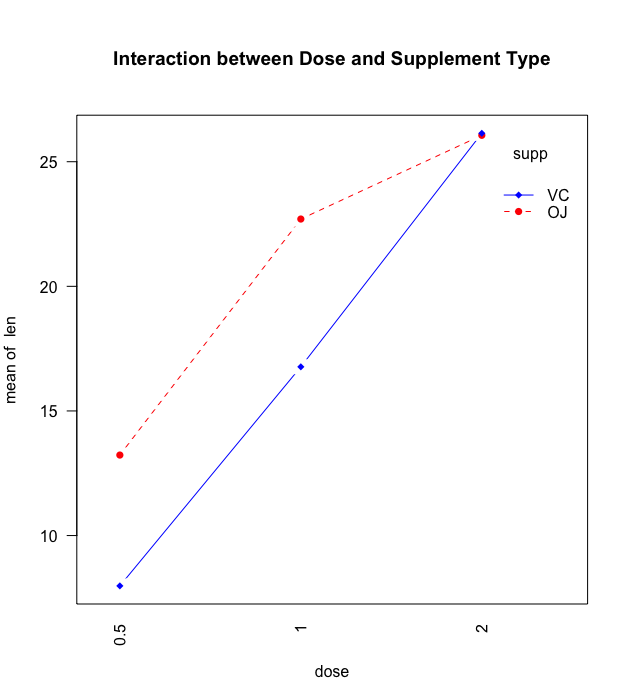 Interaction between Dose and Supplement Type
supp
VC
OJ
25
20
15
10
mean of  len
0.5
1
2
dose